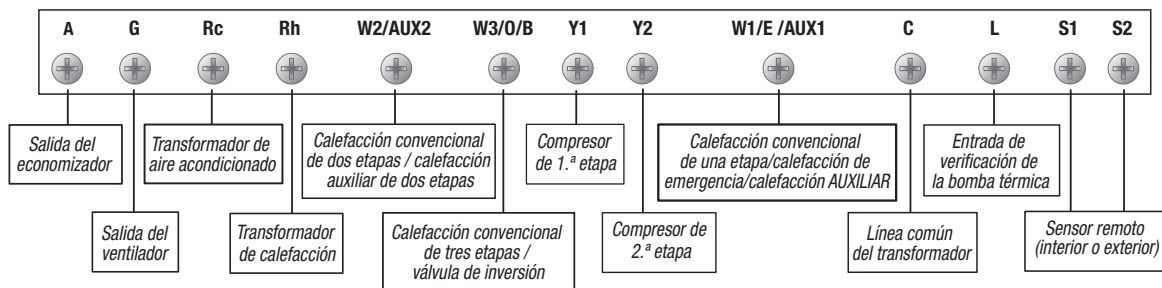 A G Rc Rh W2/AUX2 W3/O/B Y1 Y2 W1/E /AUX1 C L S1 S2
Salida del
economizador
Transformador de
aire acondicionado
Calefacción convencional
de dos etapas / calefacción
auxiliar de dos etapas
Compresor
de 1.ª etapa
Calefacción convencional
de una etapa/calefacción de
emergencia/calefacción AUXILIAR
Entrada de
verificación de
la bomba térmica
Salida del
ventilador
Transformador
de calefacción
Calefacción convencional
de tres etapas /
válvula de inversión
Compresor de
2.ª etapa
Línea común
del transformador
Sensor remoto
(interior o exterior)